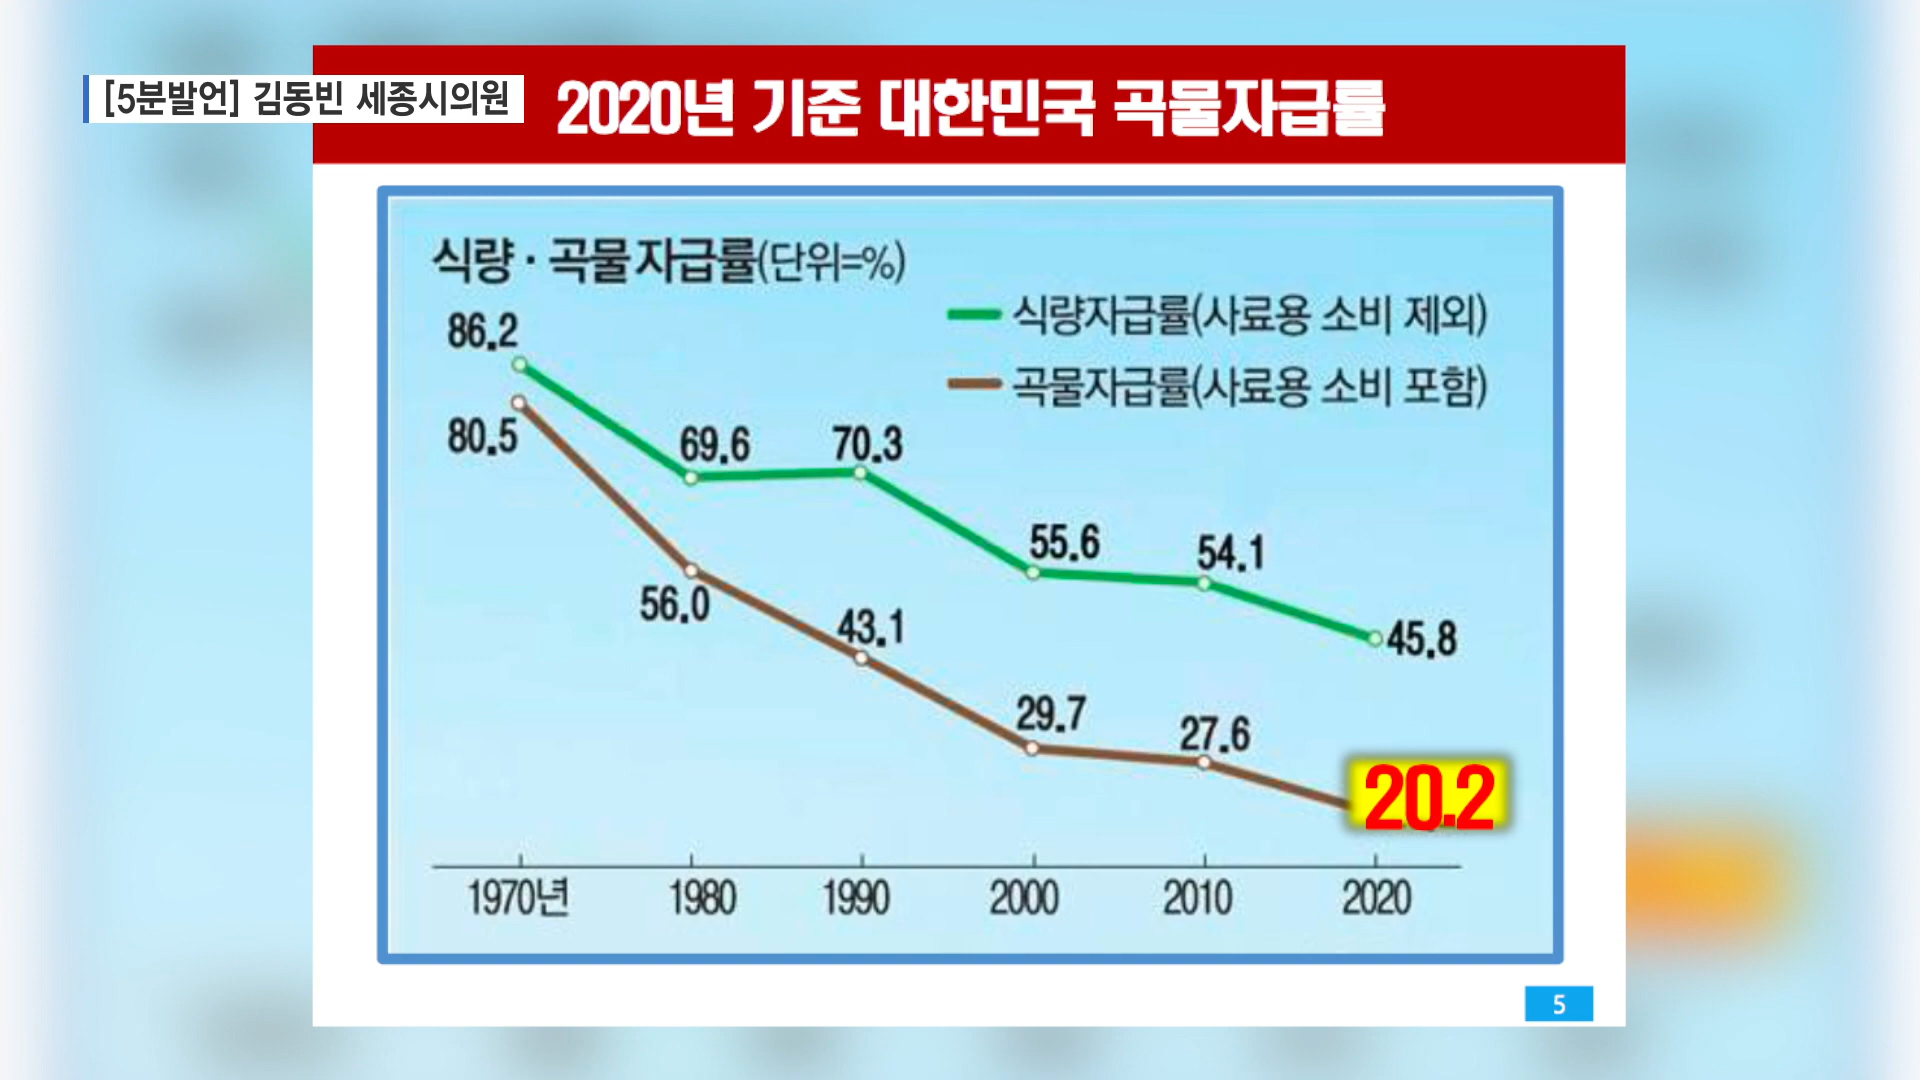 [5분발언] 김동빈 세종시의원
2020년 기준 대한민국 곡물자급률
식량·곡물 자급률(단위=%)
식량자급률(사료용 소비 제외)
곡물자급률(사료용 소비 포함)
86.2
80.5
69.6
70.3
56.0
43.1
55.6
54.1
45.8
29.7
27.6
20.2
1970년 1980 1990 2000 2010 2020
5